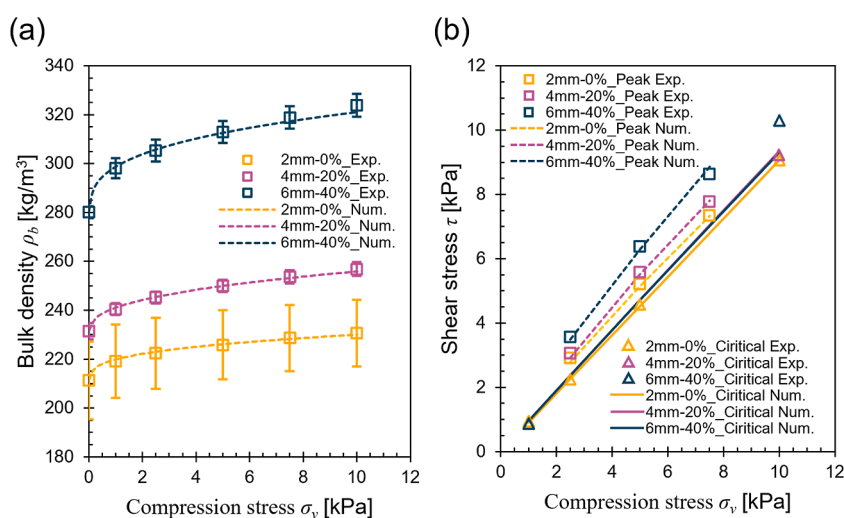 (a)
Bulk density ρb [kg/m³]
340
320
300
280
260
240
220
200
180
2mm-0%_Exp.
4mm-20%_Exp.
6mm-40%_Exp.
2mm-0%_Num.
4mm-20%_Num.
6mm-40%_Num.
0 2 4 6 8 10 12
Compression stress σv [kPa]
(b)
Shear stress τ [kPa]
12
10
8
6
4
2
0
2mm-0%_Peak Exp.
4mm-20%_Peak Exp.
6mm-40%_Peak Exp.
2mm-0%_Peak Num.
4mm-20%_Peak Num.
6mm-40%_Peak Num.
2mm-0%_Ciritical Exp.
4mm-20%_Ciritical Exp.
6mm-40%_Ciritical Exp.
2mm-0%_Ciritical Num.
4mm-20%_Ciritical Num.
6mm-40%_Ciritical Num.
0 2 4 6 8 10 12
Compression stress σv [kPa]